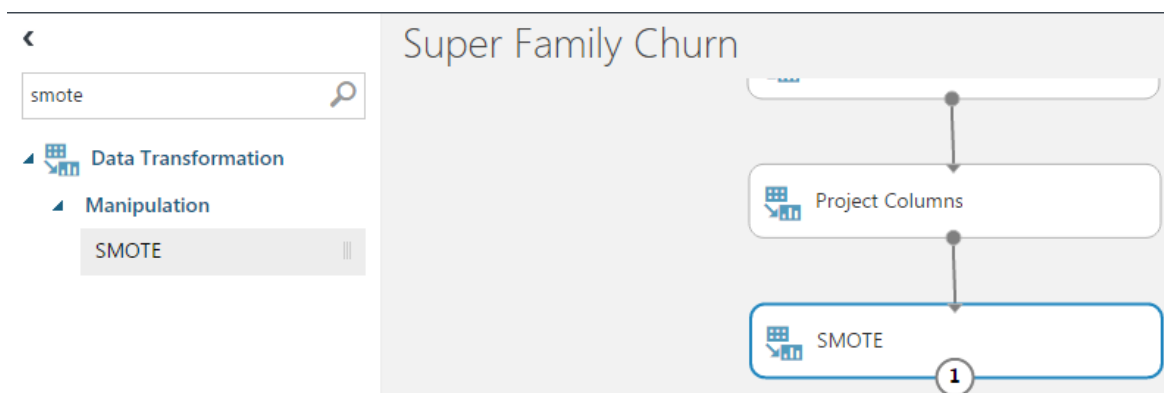 Super Family Churn
smote
Data Transformation
Manipulation
SMOTE
Project Columns
SMOTE
1